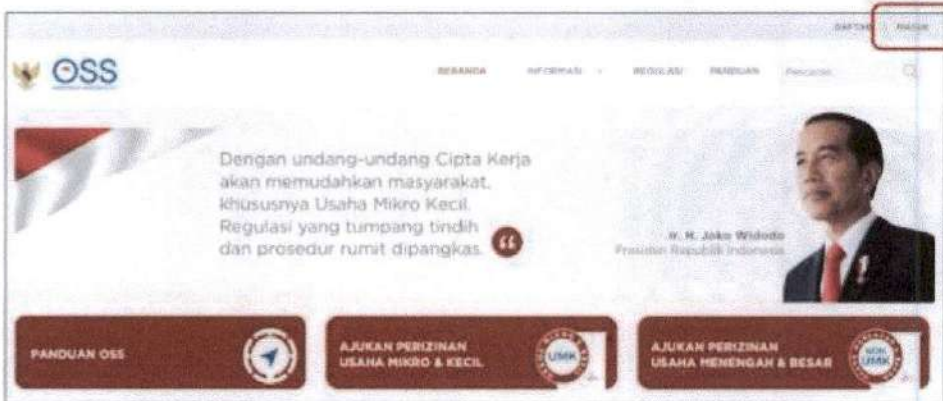 DAFTAR MASUK
OSS
BERANDA INFORMASI REGULASI PANDUAN Pencarian
Dengan undang-undang Cipta Kerja
akan memudahkan masyarakat,
khususnya Usaha Mikro Kecil.
Regulasi yang tumpang tindih
dan prosedur rumit dipangkas.
Ir. H. Joko Widodo
Presiden Republik Indonesia
PANDUAN OSS
AJUKAN PERIZINAN
USAHA MIKRO & KECIL
UMK
AJUKAN PERIZINAN
USAHA MENENGAH & BESAR
NON
UMK